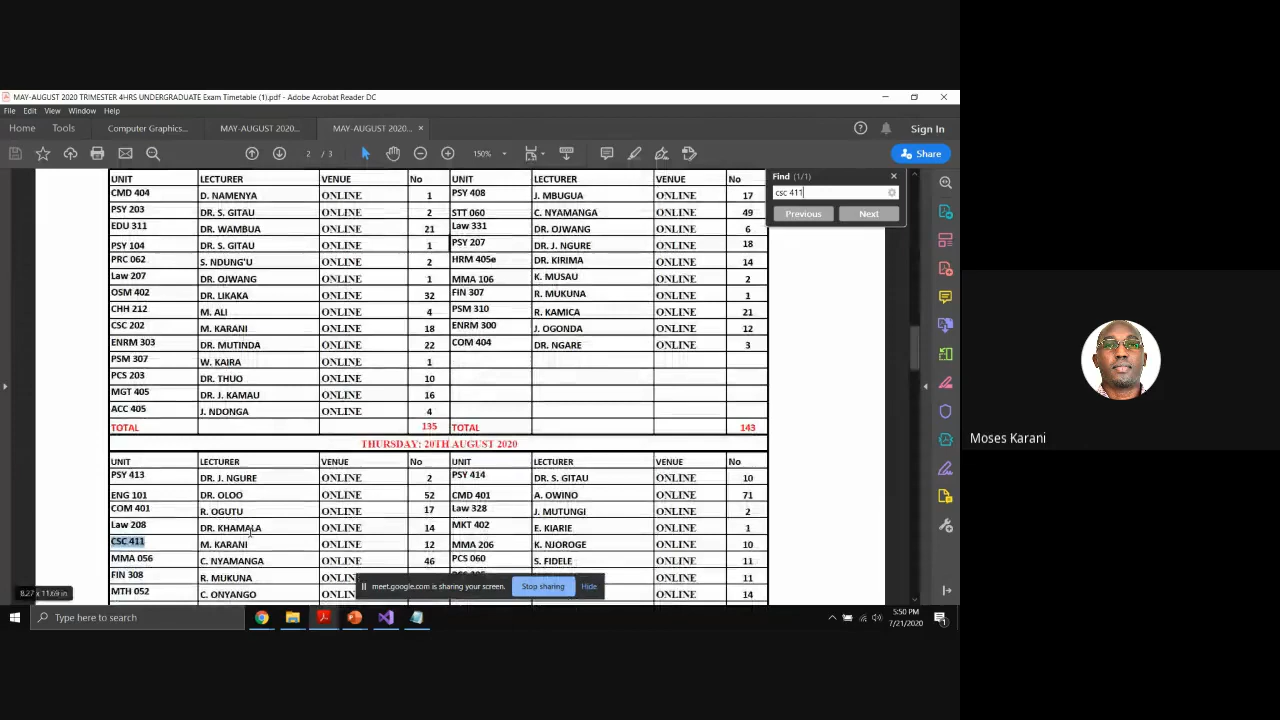 MAY-AUGUST 2020 TRIMESTER 4HRS UNDERGRADUATE Exam Timetable (1).pdf - Adobe Acrobat Reader DC
File Edit View Window Help
Home Tools Computer Graphics... MAY-AUGUST 2020... MAY-AUGUST 2020... × Sign In
2 / 3 150% Share
Find (1/1)
csc 411
Previous Next
UNIT LECTURER VENUE No UNIT LECTURER VENUE No
CMD 404 D. NAMENYA ONLINE 1 PSY 408 J. MBUGUA ONLINE 17
PSY 203 DR. S. GITAU ONLINE 2 STT 060 C. NYAMANGA ONLINE 49
EDU 311 DR. WAMBUA ONLINE 21 Law 331 DR. OJWANG ONLINE 6
PSY 104 DR. S. GITAU ONLINE 1 PSY 207 DR. J. NGURE ONLINE 18
PRC 062 S. NDUNG'U ONLINE 2 HRM 405e DR. KIRIMA ONLINE 14
Law 207 DR. OJWANG ONLINE 1 MMA 106 K. MUSAU ONLINE 2
OSM 402 DR. LIKAKA ONLINE 32 FIN 307 R. MUKUNA ONLINE 1
CHH 212 M. ALI ONLINE 4 PSM 310 R. KAMICA ONLINE 21
CSC 202 M. KARANI ONLINE 18 ENRM 300 J. OGONDA ONLINE 12
ENRM 303 DR. MUTINDA ONLINE 22 COM 404 DR. NGARE ONLINE 3
PSM 307 W. KAIRA ONLINE 1
PCS 203 DR. THUO ONLINE 10
MGT 405 DR. J. KAMAU ONLINE 16
ACC 405 J. NDONGA ONLINE 4
TOTAL 135 TOTAL 143
THURSDAY: 20TH AUGUST 2020
UNIT LECTURER VENUE No UNIT LECTURER VENUE No
PSY 413 DR. J. NGURE ONLINE 2 PSY 414 DR. S. GITAU ONLINE 10
ENG 101 DR. OLOO ONLINE 52 CMD 401 A. OWINO ONLINE 71
COM 401 R. OGUTU ONLINE 17 Law 328 J. MUTUNGI ONLINE 2
Law 208 DR. KHAMALA ONLINE 14 MKT 402 E. KIARIE ONLINE 1
CSC 411 M. KARANI ONLINE 12 MMA 206 K. NJOROGE ONLINE 10
MMA 056 C. NYAMANGA ONLINE 46 PCS 060 S. FIDELE ONLINE 11
FIN 308 R. MUKUNA ONLINE 11
MTH 052 C. ONYANGO ONLINE 14
meet.google.com is sharing your screen. Stop sharing Hide
8.27 x 11.69 in
Type here to search
5:50 PM
7/21/2020
Moses Karani